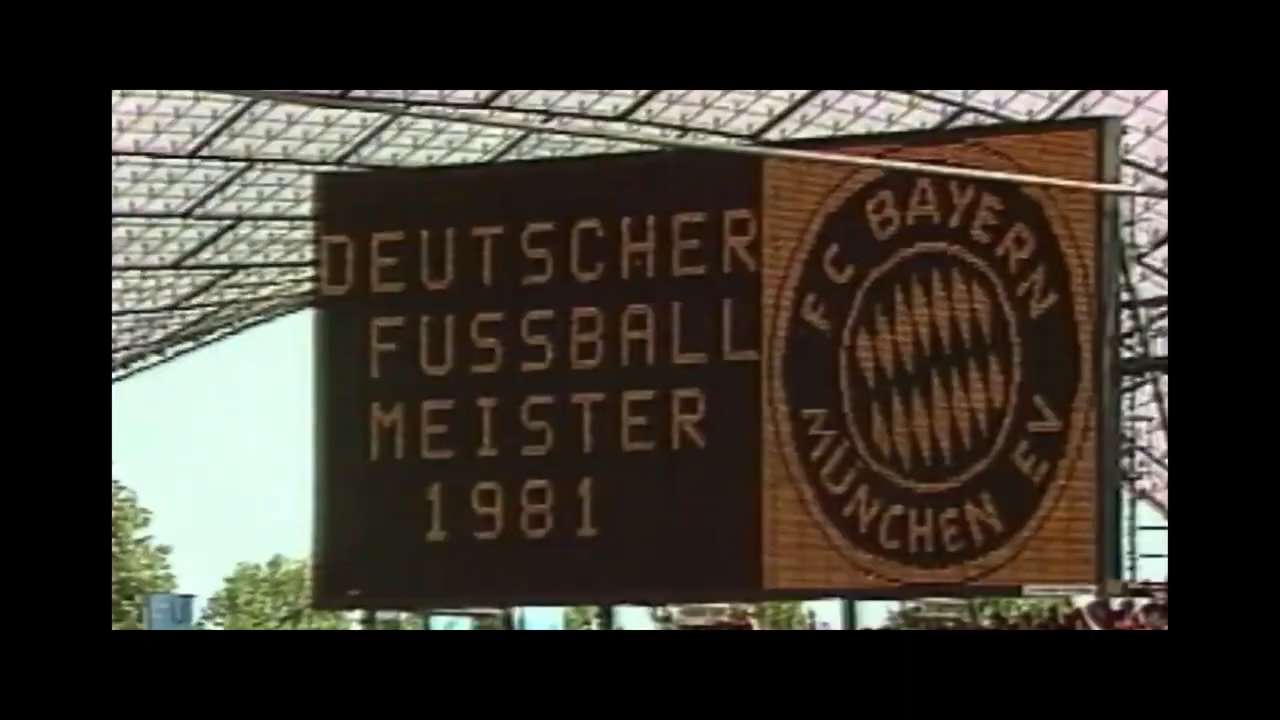 DEUTSCHER
FUSSBALL
MEISTER
1981
FC BAYERN
MÜNCHEN EV